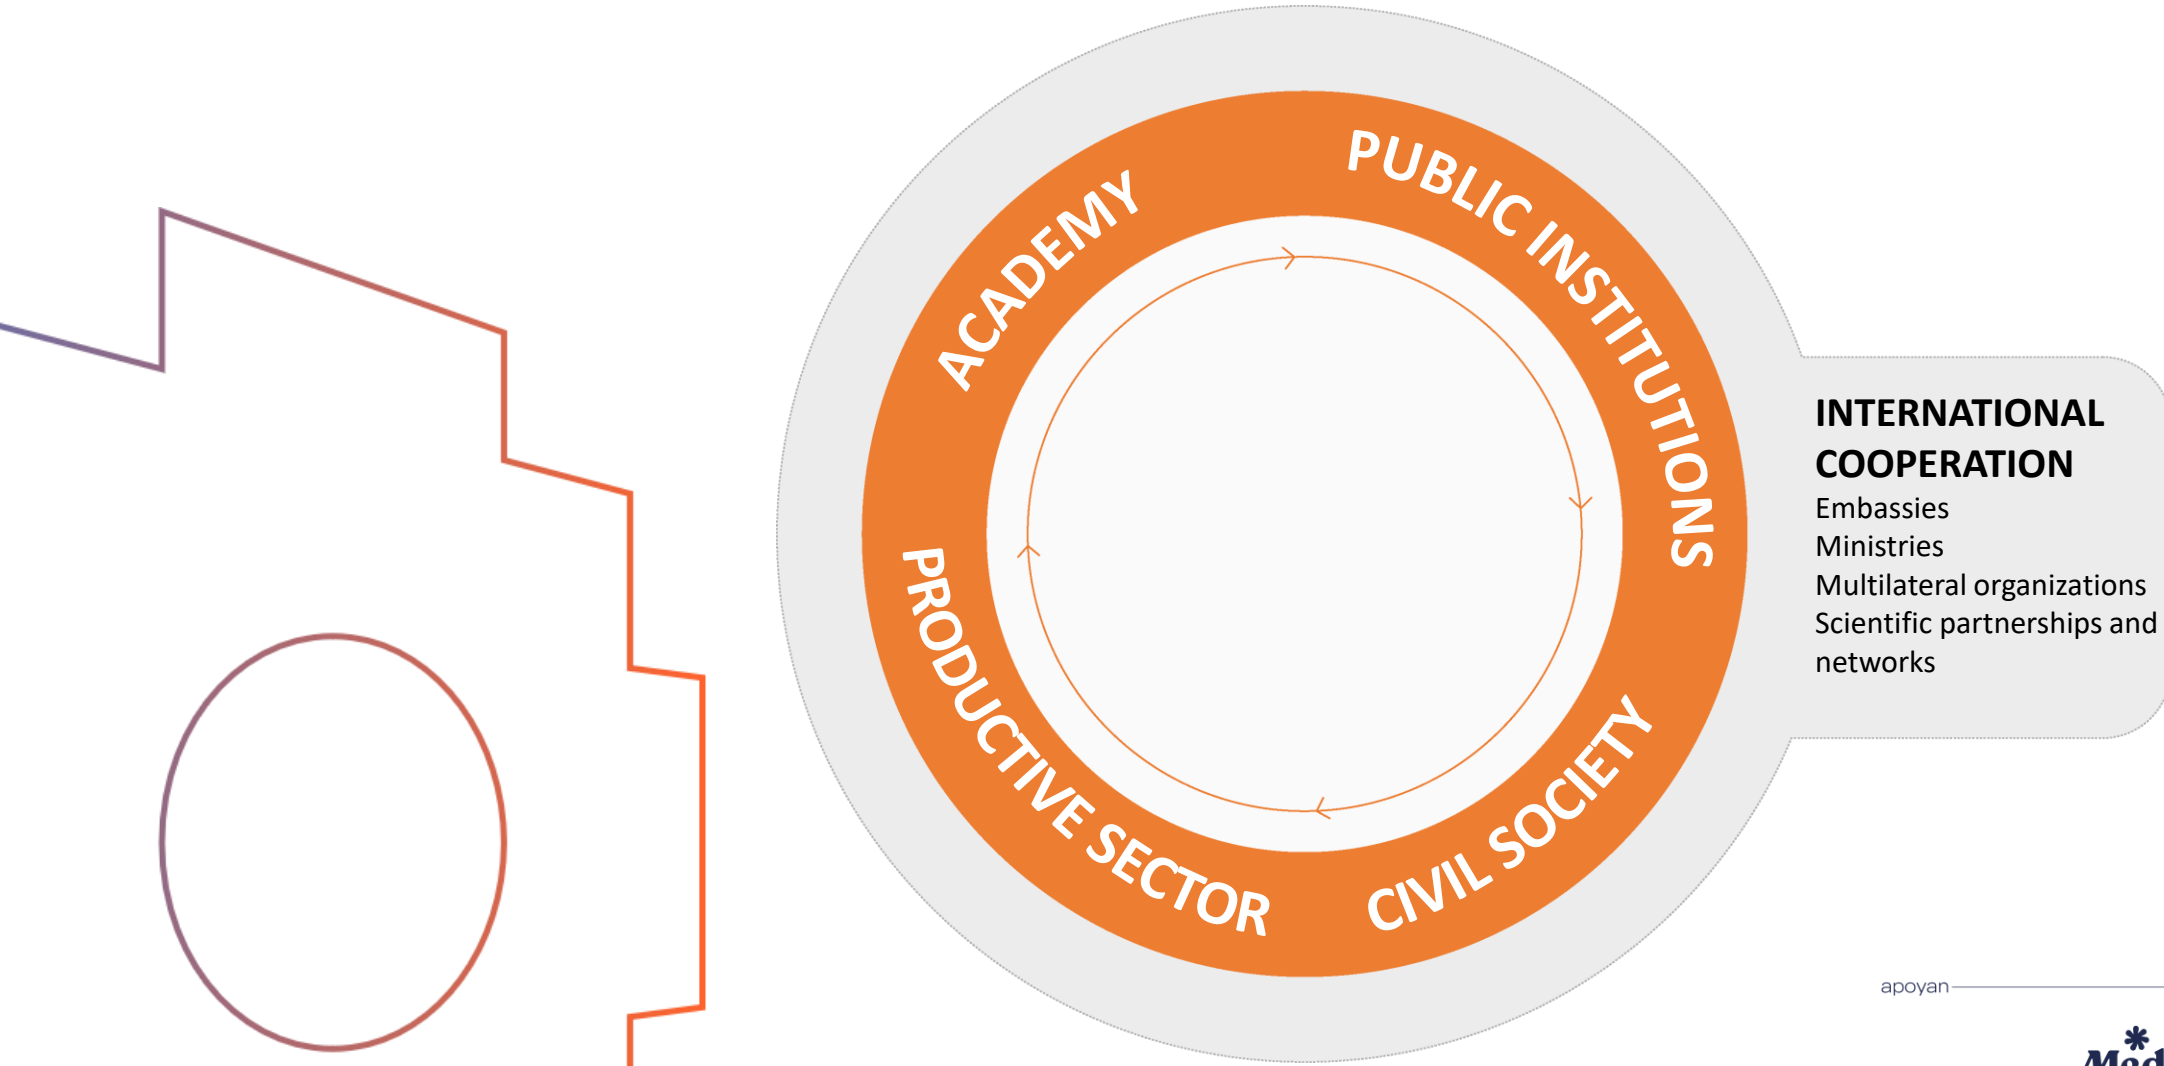 ACADEMY
PUBLIC INSTITUTIONS
PRODUCTIVE SECTOR
CIVIL SOCIETY
INTERNATIONAL
COOPERATION
Embassies
Ministries
Multilateral organizations
Scientific partnerships and
networks
apoyan